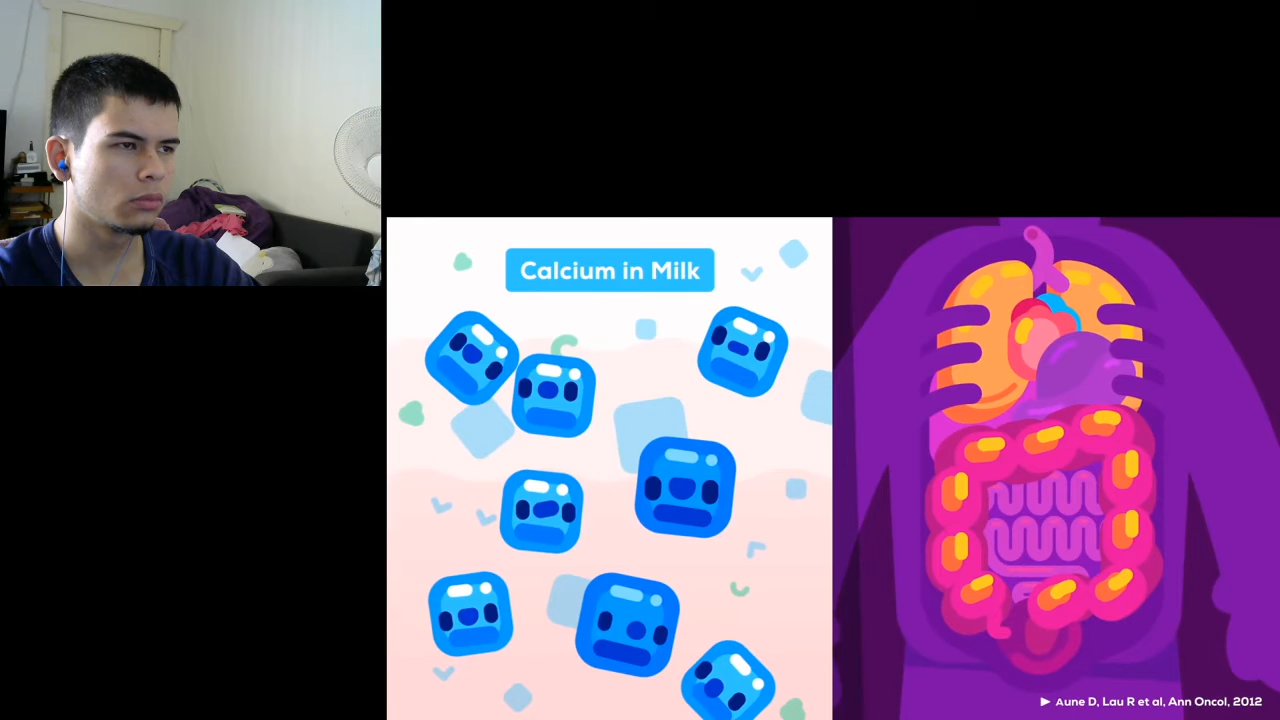 Calcium in Milk
► Aune D, Lau R et al, Ann Oncol, 2012